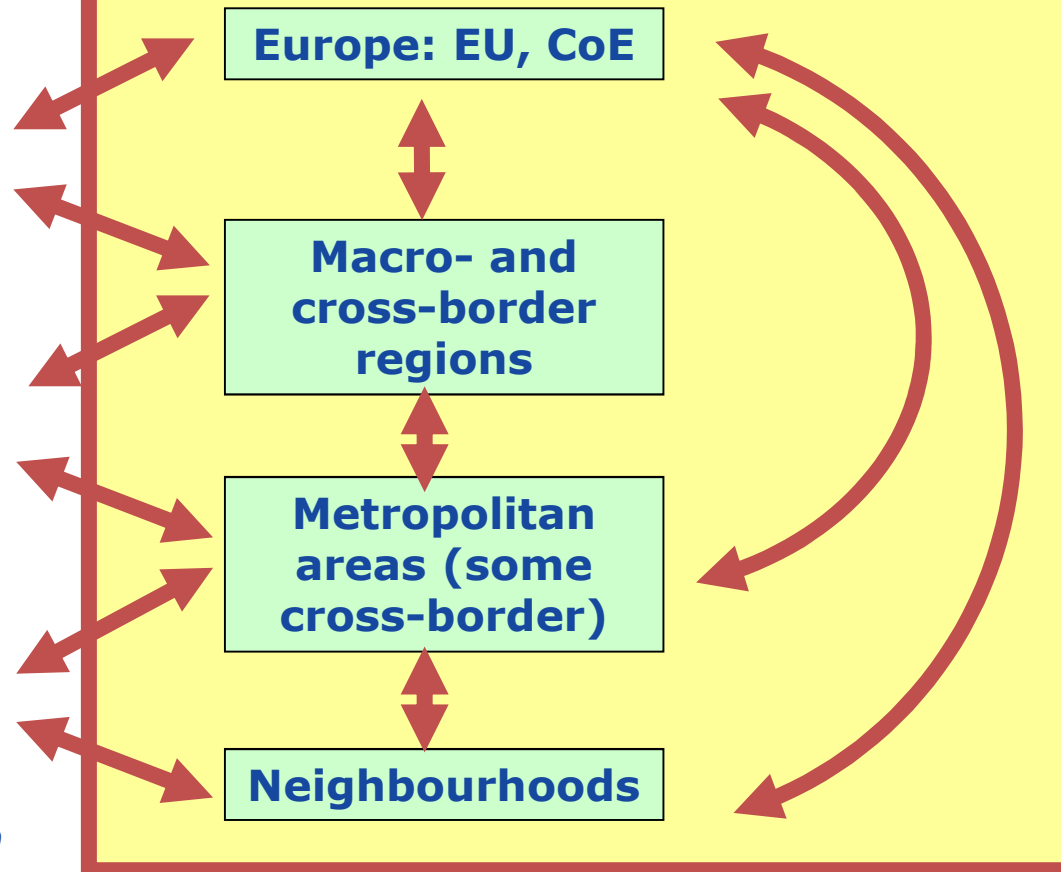 Europe: EU, CoE
Macro- and
cross-border
regions
Metropolitan
areas (some
cross-border)
Neighbourhoods